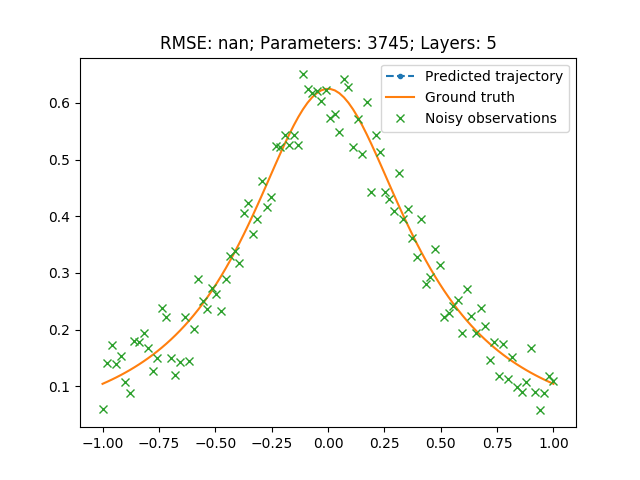 RMSE: nan; Parameters: 3745; Layers: 5
Predicted trajectory
Ground truth
Noisy observations
0.6
0.5
0.4
0.3
0.2
0.1
−1.00 −0.75 −0.50 −0.25 0.00 0.25 0.50 0.75 1.00